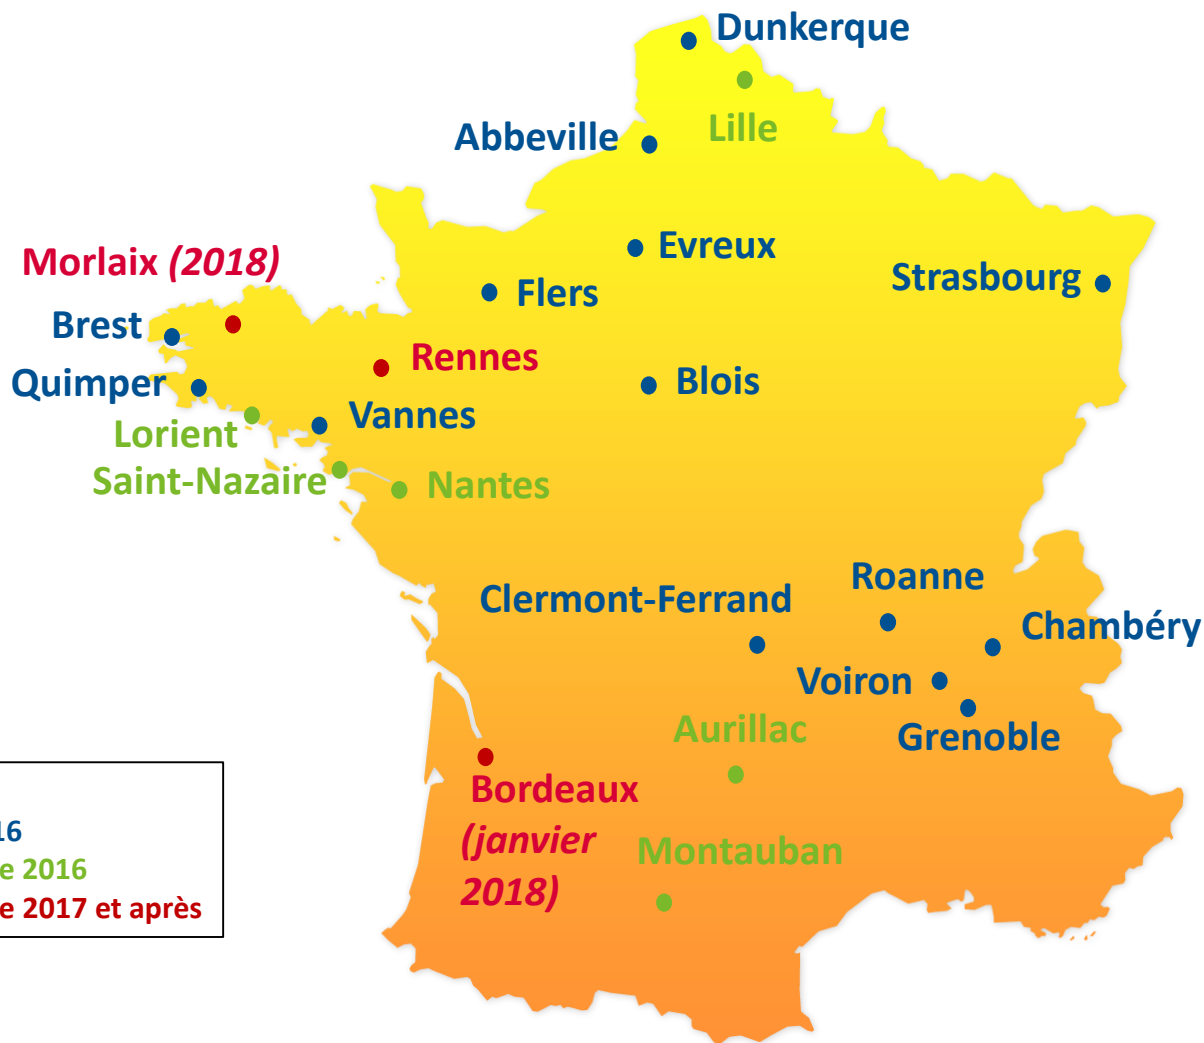 Dunkerque
Lille
Abbeville
Evreux
Morlaix (2018)
Strasbourg
Flers
Brest
Rennes
Quimper
Blois
Vannes
Lorient
Saint-Nazaire
Nantes
Roanne
Clermont-Ferrand
Chambéry
Voiron
Grenoble
Aurillac
Bordeaux
(janvier
2018)
Montauban
16
e 2016
e 2017 et après